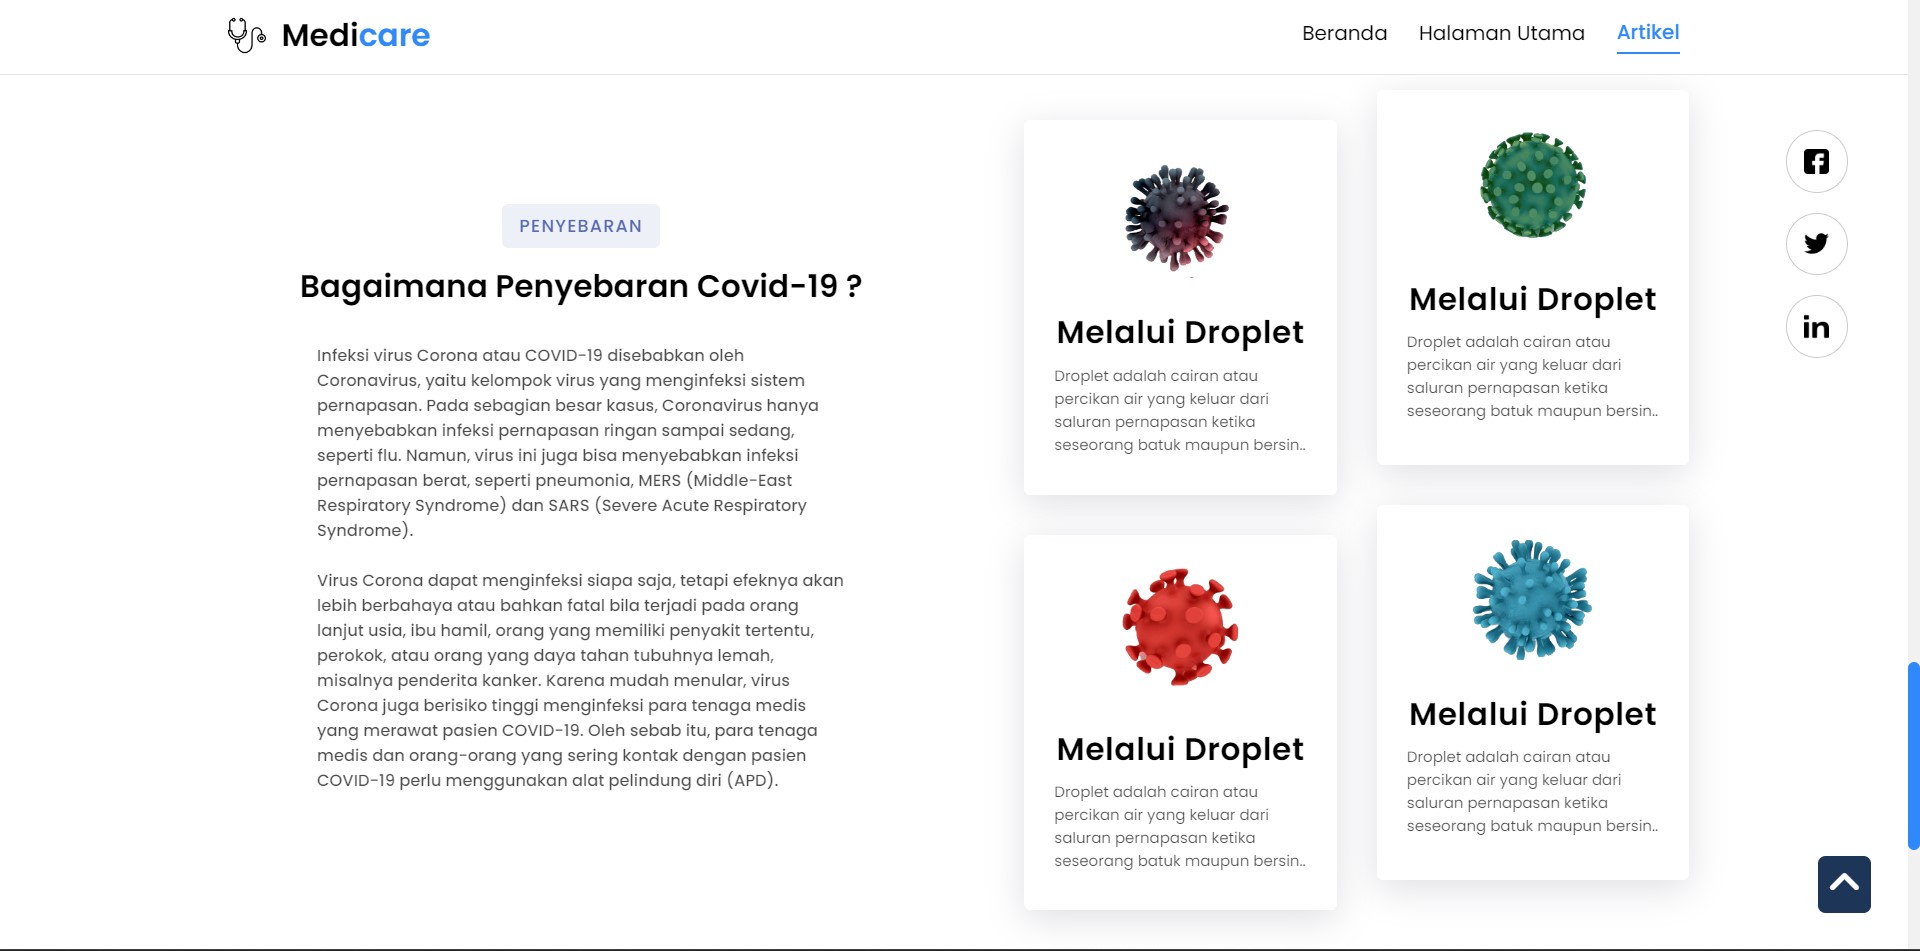 Medicare
Beranda
Halaman Utama
Artikel
PENYEBARAN
Bagaimana Penyebaran Covid-19 ?
Infeksi virus Corona atau COVID-19 disebabkan oleh
Coronavirus, yaitu kelompok virus yang menginfeksi sistem
pernapasan. Pada sebagian besar kasus, Coronavirus hanya
menyebabkan infeksi pernapasan ringan sampai sedang,
seperti flu. Namun, virus ini juga bisa menyebabkan infeksi
pernapasan berat, seperti pneumonia, MERS (Middle-East
Respiratory Syndrome) dan SARS (Severe Acute Respiratory
Syndrome).
Virus Corona dapat menginfeksi siapa saja, tetapi efeknya akan
lebih berbahaya atau bahkan fatal bila terjadi pada orang
lanjut usia, ibu hamil, orang yang memiliki penyakit tertentu,
perokok, atau orang yang daya tahan tubuhnya lemah,
misalnya penderita kanker. Karena mudah menular, virus
Corona juga berisiko tinggi menginfeksi para tenaga medis
yang merawat pasien COVID-19. Oleh sebab itu, para tenaga
medis dan orang-orang yang sering kontak dengan pasien
COVID-19 perlu menggunakan alat pelindung diri (APD).
Melalui Droplet
Droplet adalah cairan atau
percikan air yang keluar dari
saluran pernapasan ketika
seseorang batuk maupun bersin..
Melalui Droplet
Droplet adalah cairan atau
percikan air yang keluar dari
saluran pernapasan ketika
seseorang batuk maupun bersin..
Melalui Droplet
Droplet adalah cairan atau
percikan air yang keluar dari
saluran pernapasan ketika
seseorang batuk maupun bersin..
Melalui Droplet
Droplet adalah cairan atau
percikan air yang keluar dari
saluran pernapasan ketika
seseorang batuk maupun bersin..